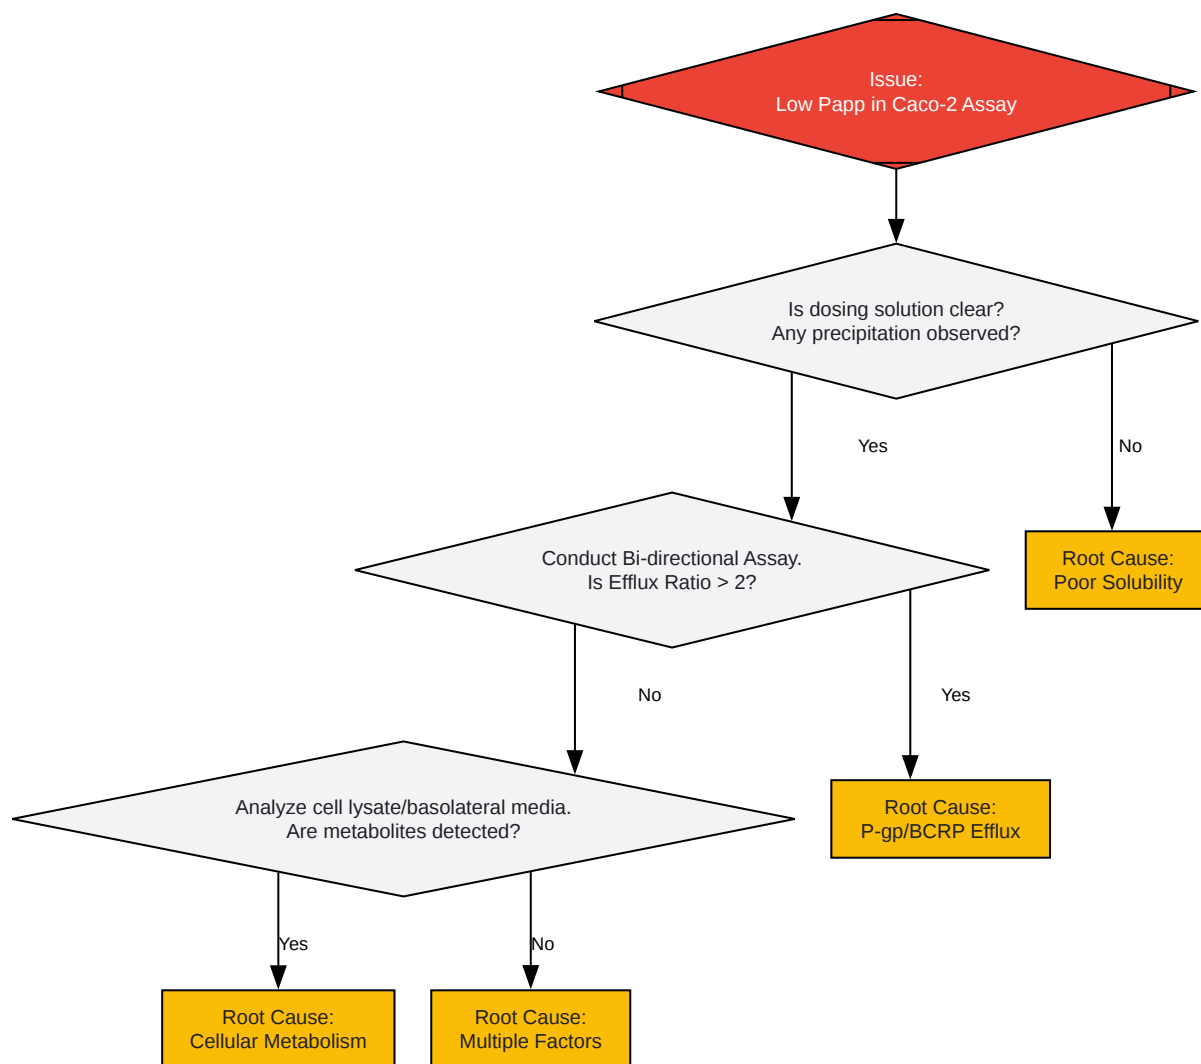 Issue:
Low Papp in Caco-2 Assay
Is dosing solution clear?
Any precipitation observed?
Yes
No
Conduct Bi-directional Assay.
Is Efflux Ratio > 2?
Root Cause:
Poor Solubility
No
Yes
Analyze cell lysate/basolateral media.
Are metabolites detected?
Root Cause:
P-gp/BCRP Efflux
Yes
No
Root Cause:
Cellular Metabolism
Root Cause:
Multiple Factors